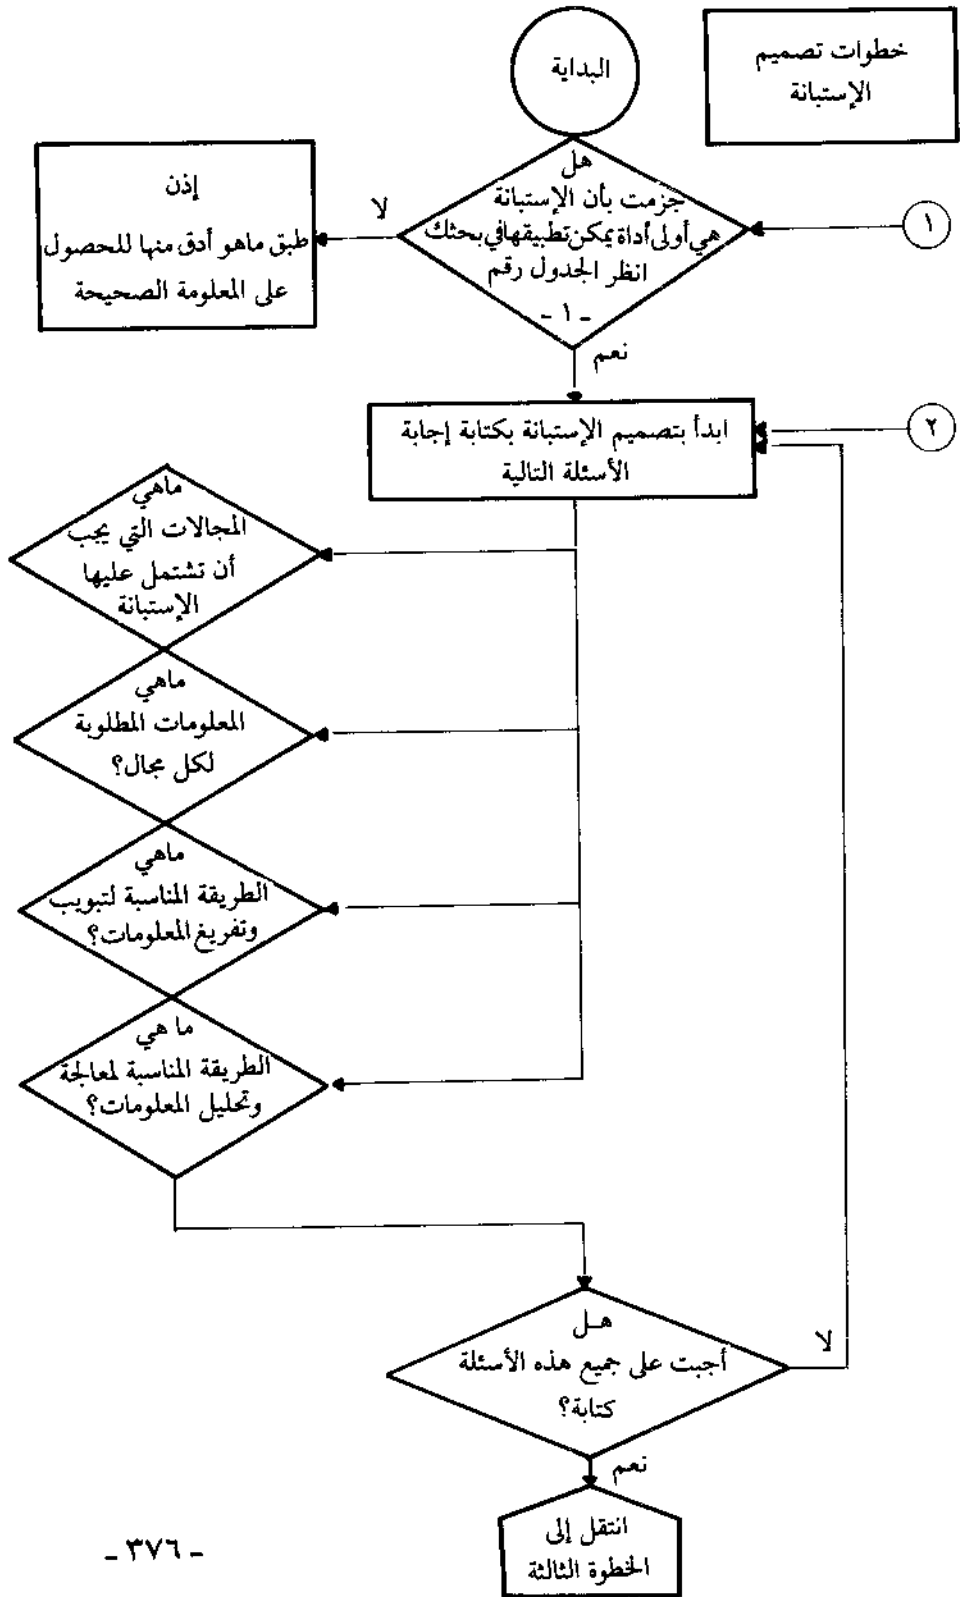 خطوات تصميم
الإستبانة
البداية
١
هل
جزمت بأن الإستبانة
هي أولى أداة يمكن تطبيقها في بحثك
انظر الجدول رقم
- ١ -
لا
إذن
طبق ماهو أدق منها للحصول
على المعلومة الصحيحة
نعم
٢
ابدأ بتصميم الإستبانة بكتابة إجابة
الأسئلة التالية
ماهي
المجالات التي يجب
أن تشتمل عليها
الإستبانة
ماهي
المعلومات المطلوبة
لكل مجال؟
ماهي
الطريقة المناسبة لتبويب
وتفريغ المعلومات؟
ما هي
الطريقة المناسبة لمعالجة
وتحليل المعلومات؟
هـل
أجبت على جميع هذه الأسئلة
كتابة؟
لا
نعم
انتقل إلى
الخطوة الثالثة
- ٣٧٦ -